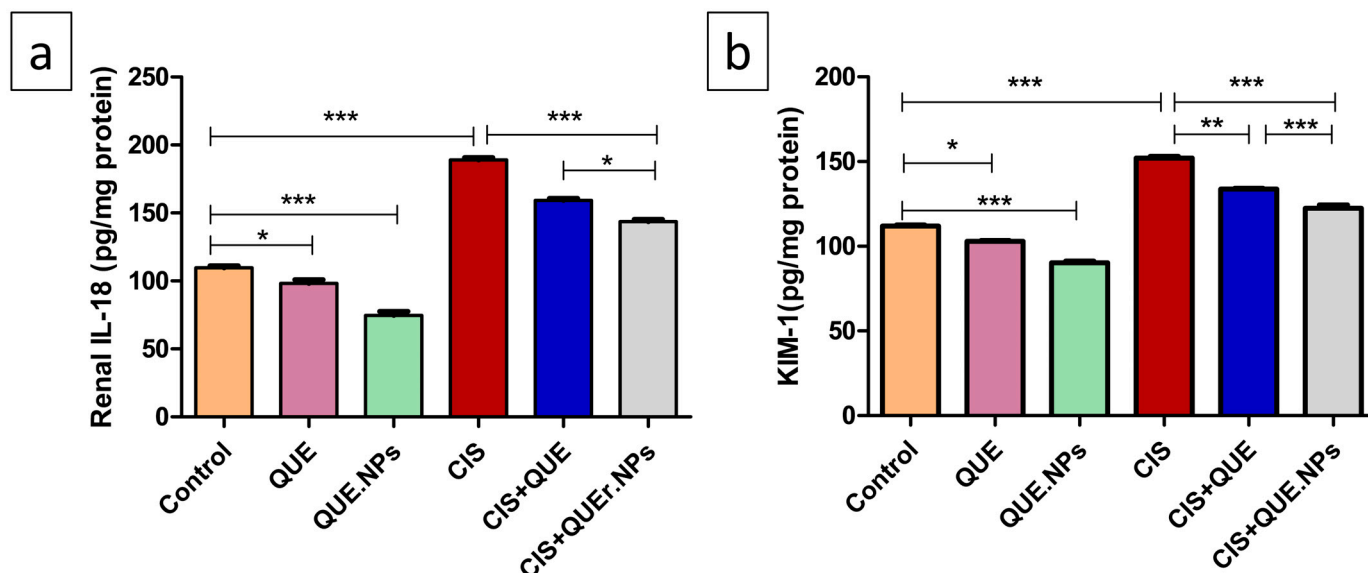 a
Renal IL-18 (pg/mg protein)
250
200
150
100
50
0
***
***
*
***
*
Control
QUE
QUE.NPs
CIS
CIS+QUE
CIS+QUEr.NPs
b
KIM-1(pg/mg protein)
200
150
100
50
0
***
***
**
***
*
***
Control
QUE
QUE.NPs
CIS
CIS+QUE
CIS+QUE.NPs